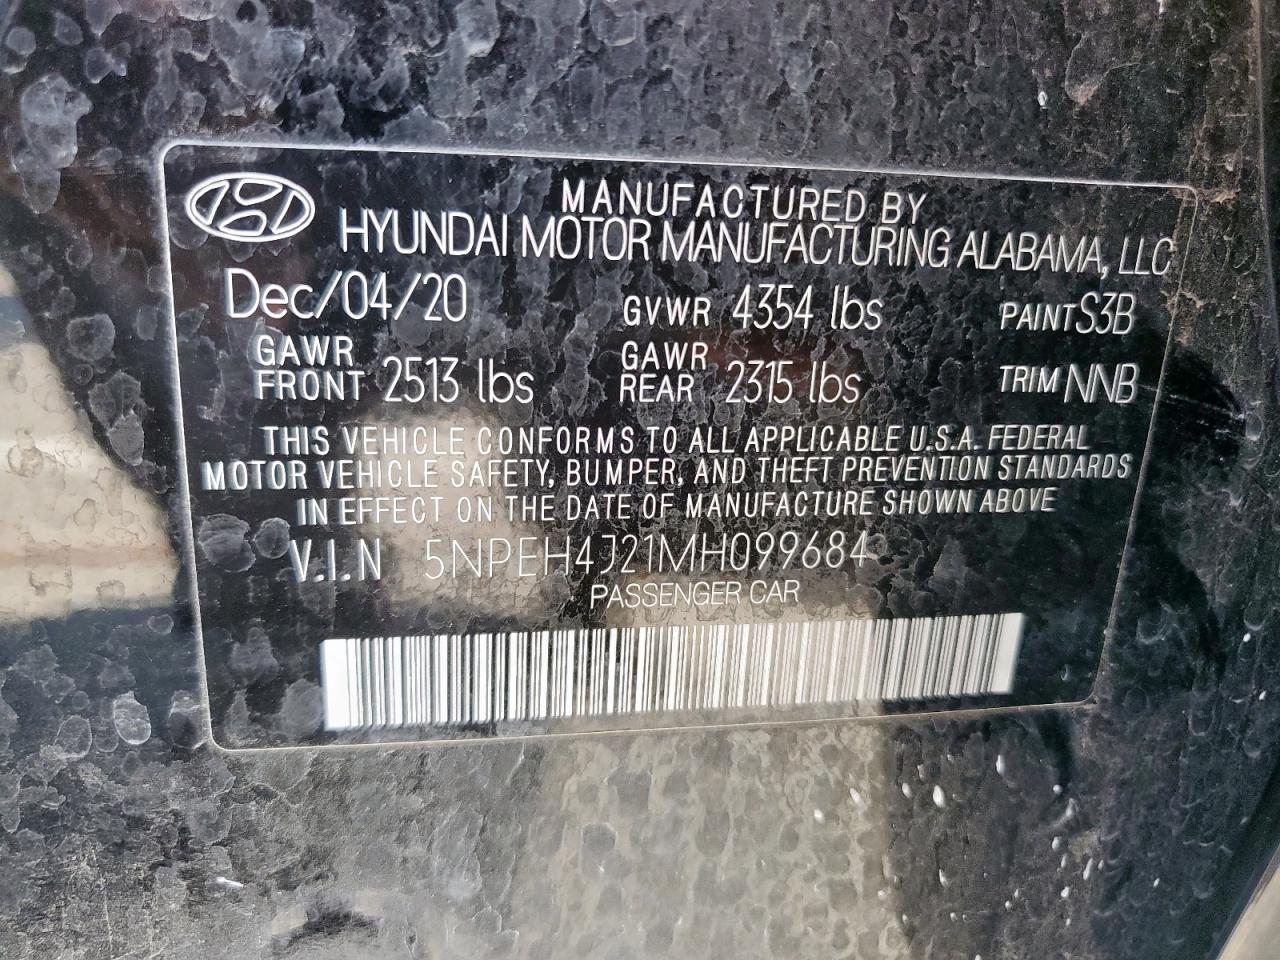 MANUFACTURED BY
HYUNDAI MOTOR MANUFACTURING ALABAMA, LLC
Dec/04/20 GVWR 4354 lbs PAINT S3B
GAWR FRONT 2513 lbs GAWR REAR 2315 lbs TRIM NNB
THIS VEHICLE CONFORMS TO ALL APPLICABLE U.S.A. FEDERAL
MOTOR VEHICLE SAFETY, BUMPER, AND THEFT PREVENTION STANDARDS
IN EFFECT ON THE DATE OF MANUFACTURE SHOWN ABOVE
V.I.N 5NPEH4J21MH099684
PASSENGER CAR